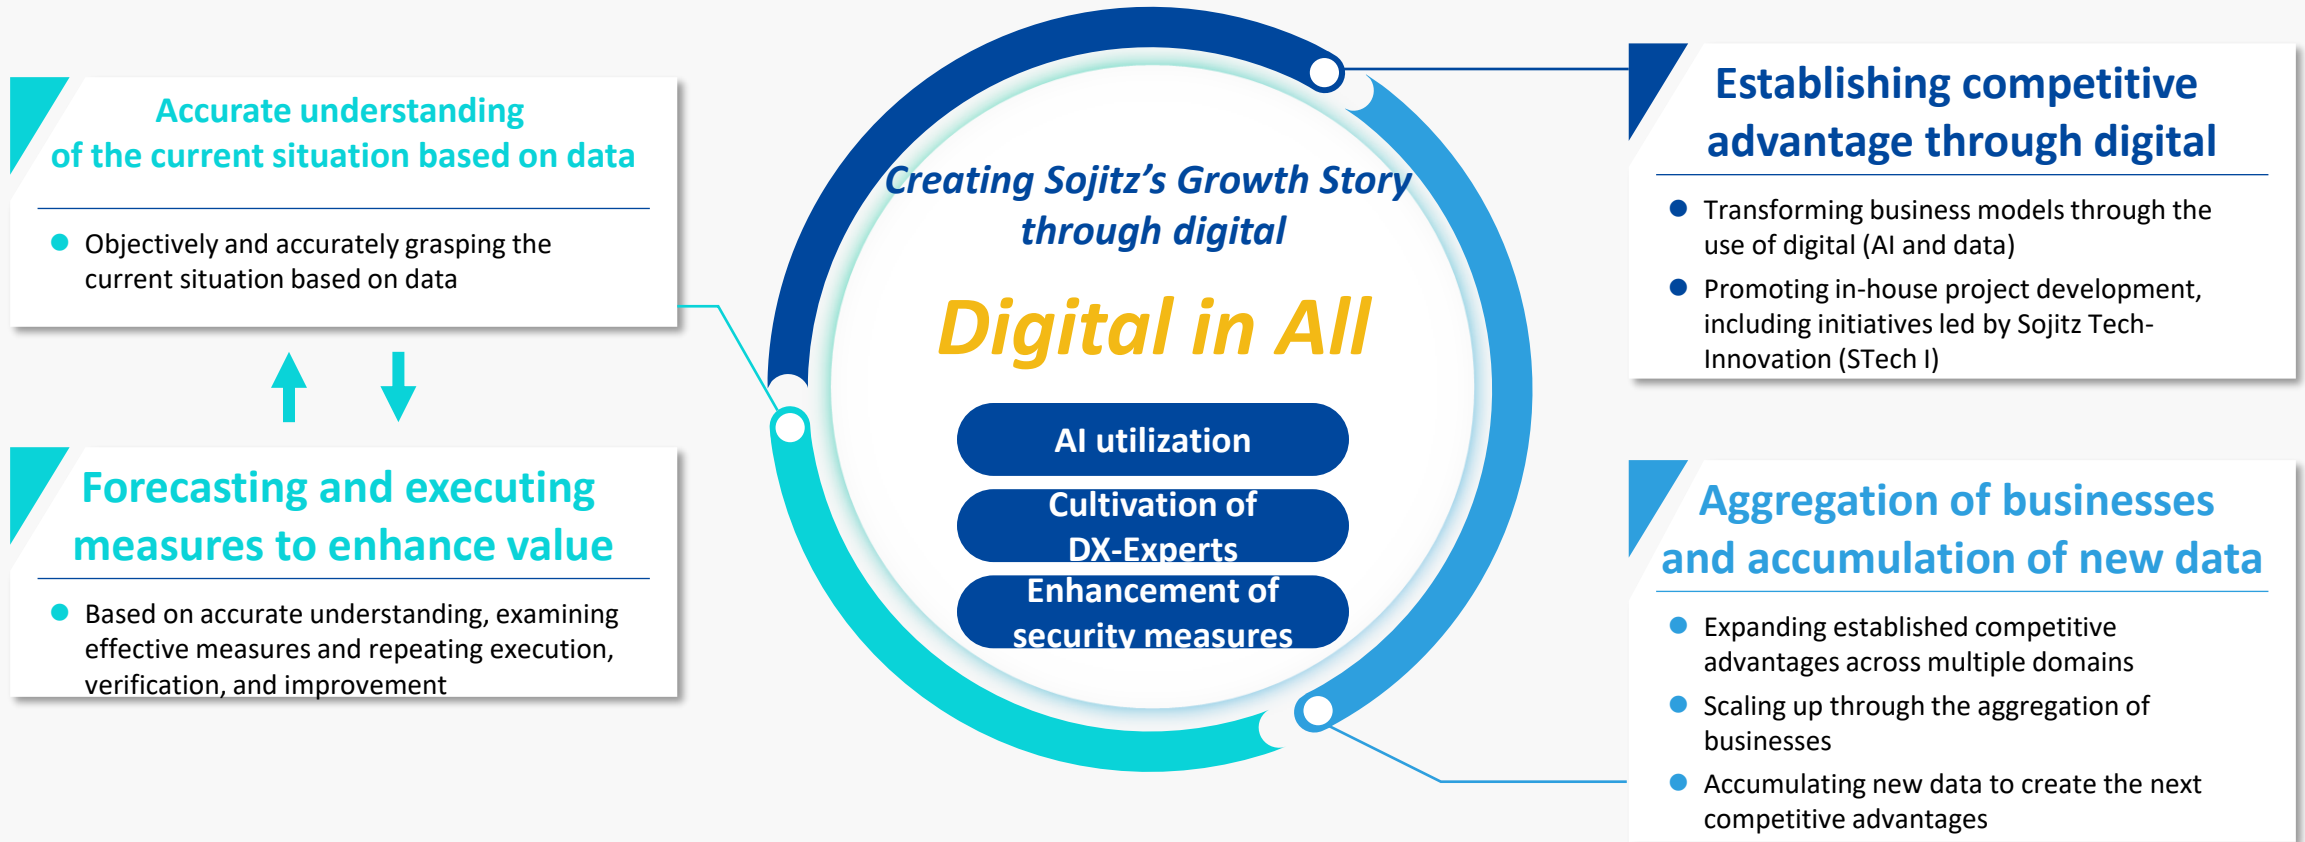 Accurate understanding
of the current situation based on data
Objectively and accurately grasping the
current situation based on data
Forecasting and executing
measures to enhance value
Based on accurate understanding, examining
effective measures and repeating execution,
verification, and improvement
Creating Sojitz’s Growth Story
through digital
Digital in All
AI utilization
Cultivation of
DX-Experts
Enhancement of
security measures
Establishing competitive
advantage through digital
Transforming business models through the
use of digital (AI and data)
Promoting in-house project development,
including initiatives led by Sojitz Tech-
Innovation (STech I)
Aggregation of businesses
and accumulation of new data
Expanding established competitive
advantages across multiple domains
Scaling up through the aggregation of
businesses
Accumulating new data to create the next
competitive advantages